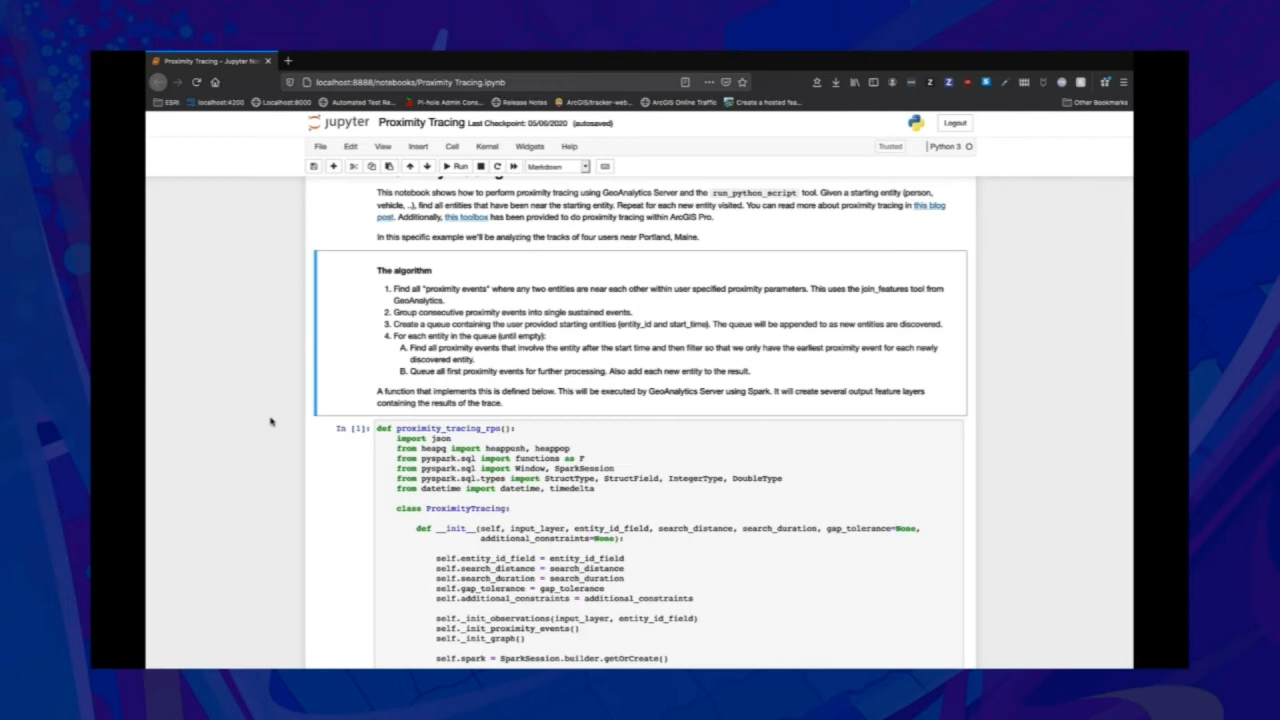 Proximity Tracing - Jupyter No
localhost:8888/notebooks/Proximity Tracing.ipynb
ESRI localhost:4200 Localhost:8000 Automated Test Re... Pi-hole Admin Cons... Release Notes ArcGIS/tracker-web... ArcGIS Online Traffic Create a hosted fea... Other Bookmarks
jupyter Proximity Tracing Last Checkpoint: 05/06/2020 (autosaved) Logout
File Edit View Insert Cell Kernel Widgets Help Trusted Python 3
Run Markdown
This notebook shows how to perform proximity tracing using GeoAnalytics Server and the run_python_script tool. Given a starting entity (person,
vehicle, ..), find all entities that have been near the starting entity. Repeat for each new entity visited. You can read more about proximity tracing in this blog
post. Additionally, this toolbox has been provided to do proximity tracing within ArcGIS Pro.
In this specific example we'll be analyzing the tracks of four users near Portland, Maine.
The algorithm
1. Find all "proximity events" where any two entities are near each other within user specified proximity parameters. This uses the join_features tool from
GeoAnalytics.
2. Group consecutive proximity events into single sustained events.
3. Create a queue containing the user provided starting entities (entity_id and start_time). The queue will be appended to as new entities are discovered.
4. For each entity in the queue (until empty):
A. Find all proximity events that involve the entity after the start time and then filter so that we only have the earliest proximity event for each newly
discovered entity.
B. Queue all first proximity events for further processing. Also add each new entity to the result.
A function that implements this is defined below. This will be executed by GeoAnalytics Server using Spark. It will create several output feature layers
containing the results of the trace.
In [1]: def proximity_tracing_rps():
import json
from heapq import heappush, heappop
from pyspark.sql import functions as F
from pyspark.sql import Window, SparkSession
from pyspark.sql.types import StructType, StructField, IntegerType, DoubleType
from datetime import datetime, timedelta
class ProximityTracing:
def __init__(self, input_layer, entity_id_field, search_distance, search_duration, gap_tolerance=None,
additional_constraints=None):
self.entity_id_field = entity_id_field
self.search_distance = search_distance
self.search_duration = search_duration
self.gap_tolerance = gap_tolerance
self.additional_constraints = additional_constraints
self._init_observations(input_layer, entity_id_field)
self._init_proximity_events()
self._init_graph()
self.spark = SparkSession.builder.getOrCreate()